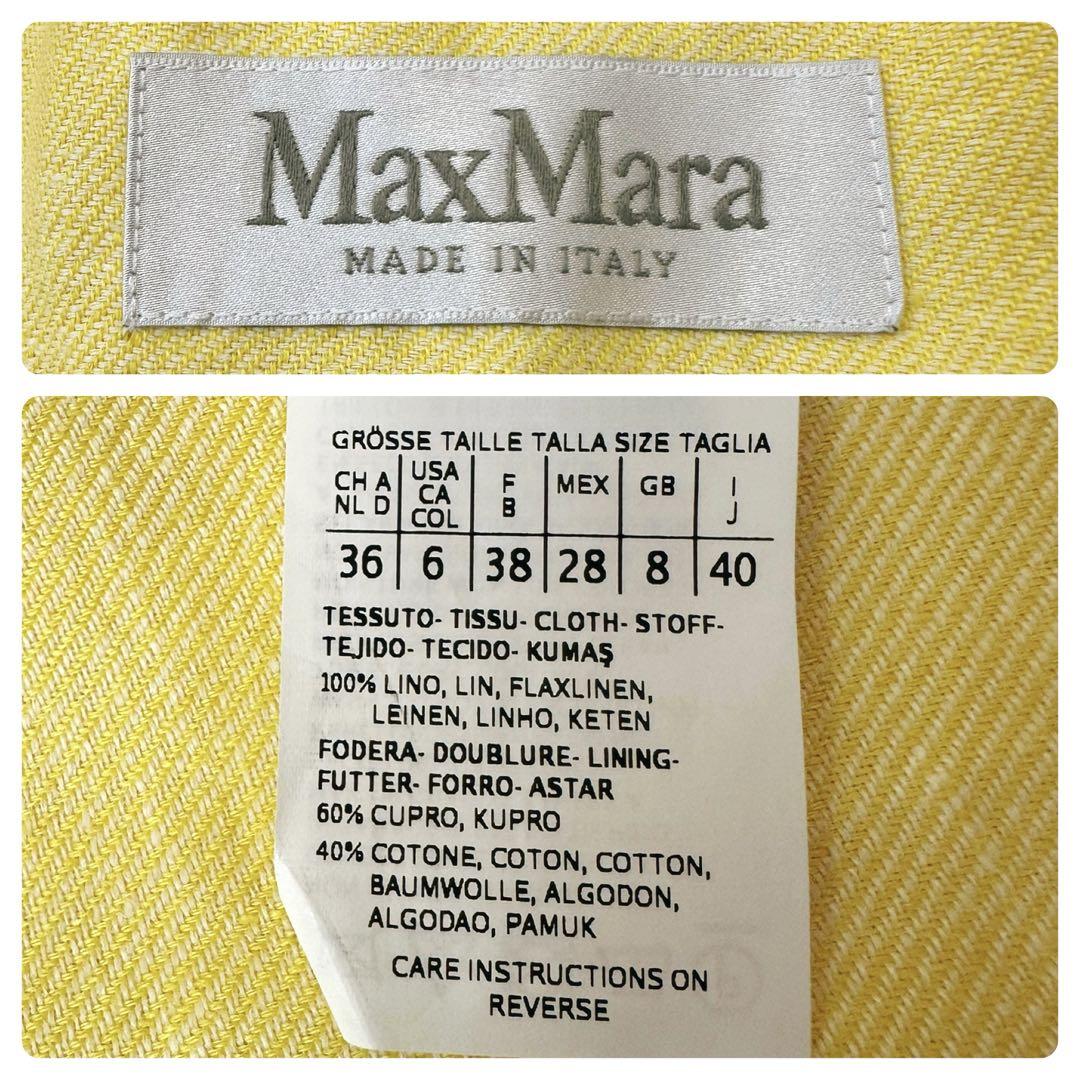 MaxMara
MADE IN ITALY
GRÖSSE TAILLE TALLA SIZE TAGLIA
CH A NL D | USA CA COL | F B | MEX | GB | I J
36 | 6 | 38 | 28 | 8 | 40
TESSUTO- TISSU- CLOTH- STOFF-
TEJIDO- TECIDO- KUMAŞ
100% LINO, LIN, FLAXLINEN,
LEINEN, LINHO, KETEN
FODERA- DOUBLURE- LINING-
FUTTER- FORRO- ASTAR
60% CUPRO, KUPRO
40% COTONE, COTON, COTTON,
BAUMWOLLE, ALGODON,
ALGODAO, PAMUK
CARE INSTRUCTIONS ON
REVERSE